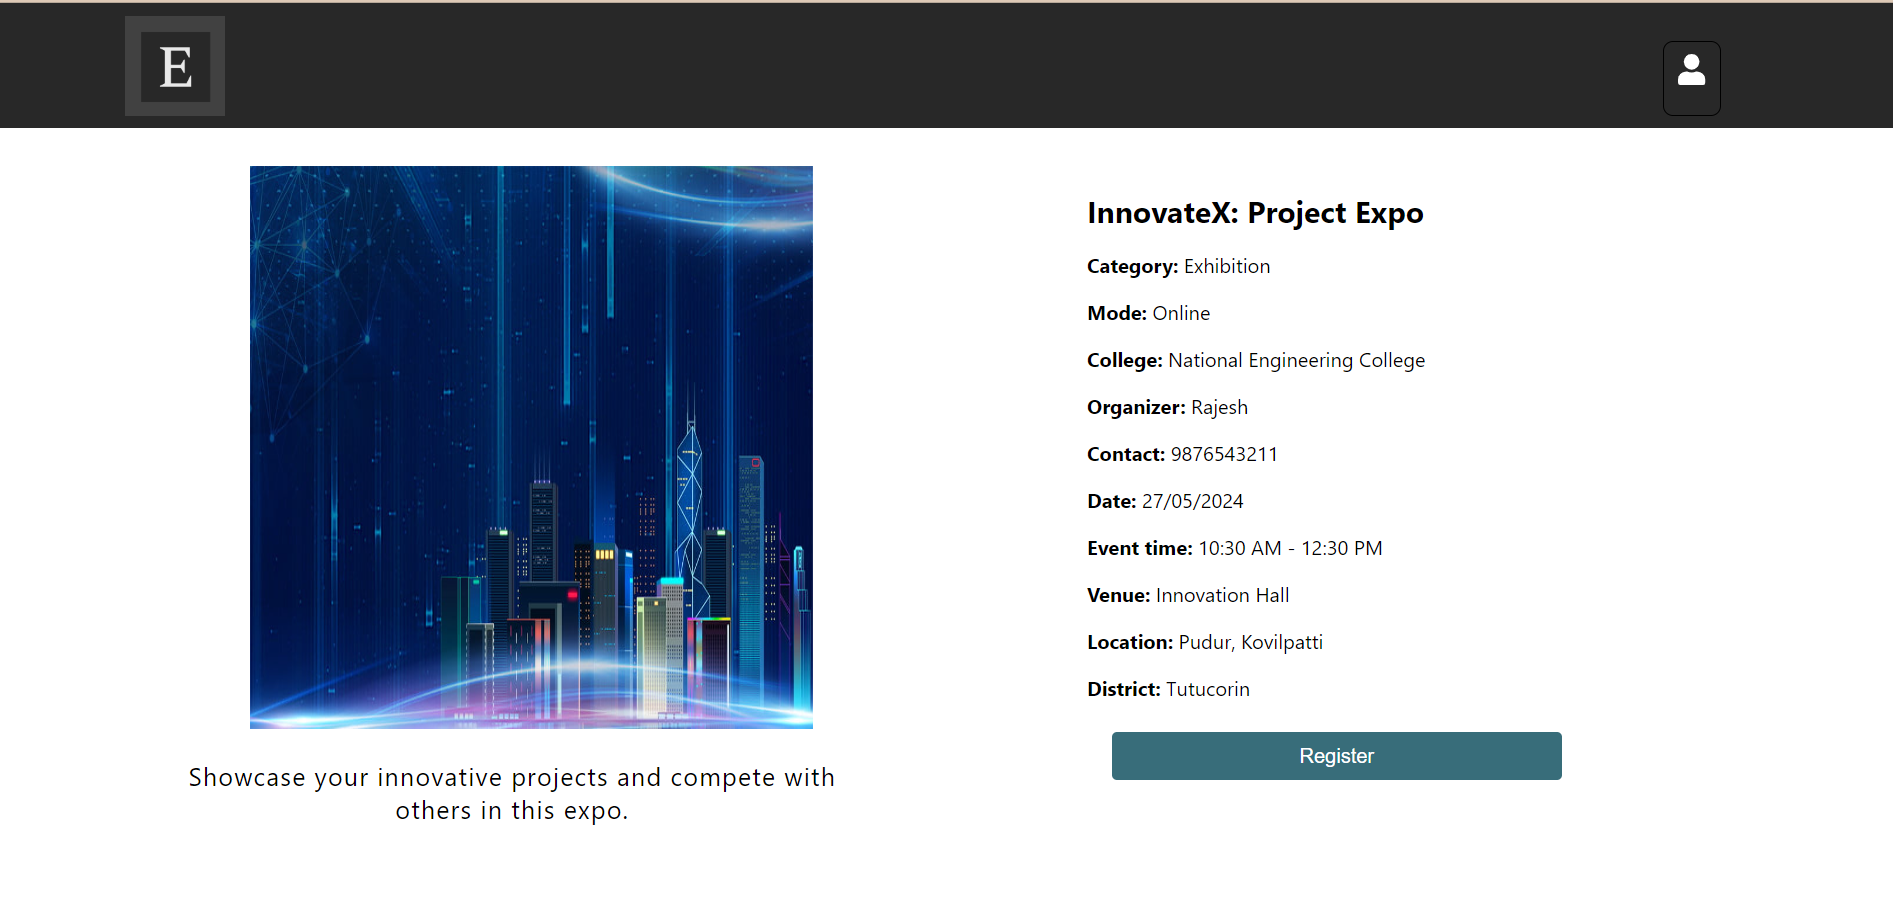 E
InnovateX: Project Expo
Category: Exhibition
Mode: Online
College: National Engineering College
Organizer: Rajesh
Contact: 9876543211
Date: 27/05/2024
Event time: 10:30 AM - 12:30 PM
Venue: Innovation Hall
Location: Pudur, Kovilpatti
District: Tutucorin
Register
Showcase your innovative projects and compete with
others in this expo.